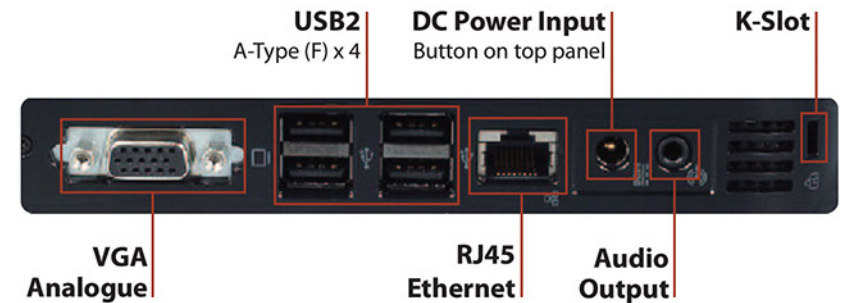 USB2
A-Type (F) x 4
DC Power Input
Button on top panel
K-Slot
VGA
Analogue
RJ45
Ethernet
Audio
Output